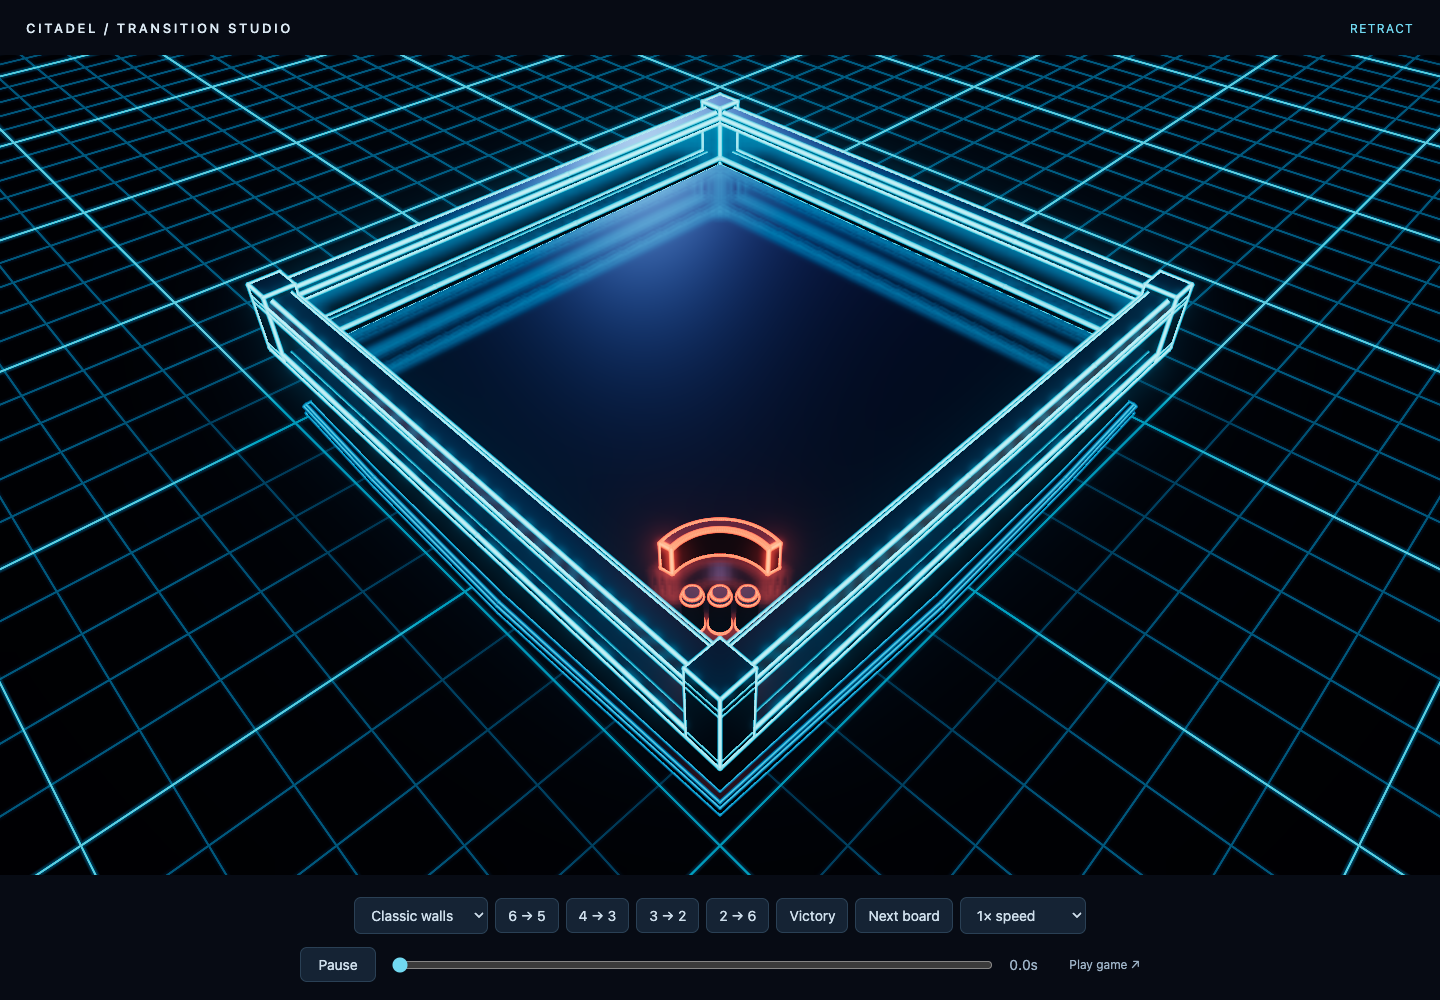 CITADEL / TRANSITION STUDIO
RETRACT
Classic walls
6 → 5
4 → 3
3 → 2
2 → 6
Victory
Next board
1× speed
Pause
0.0s
Play game ↗